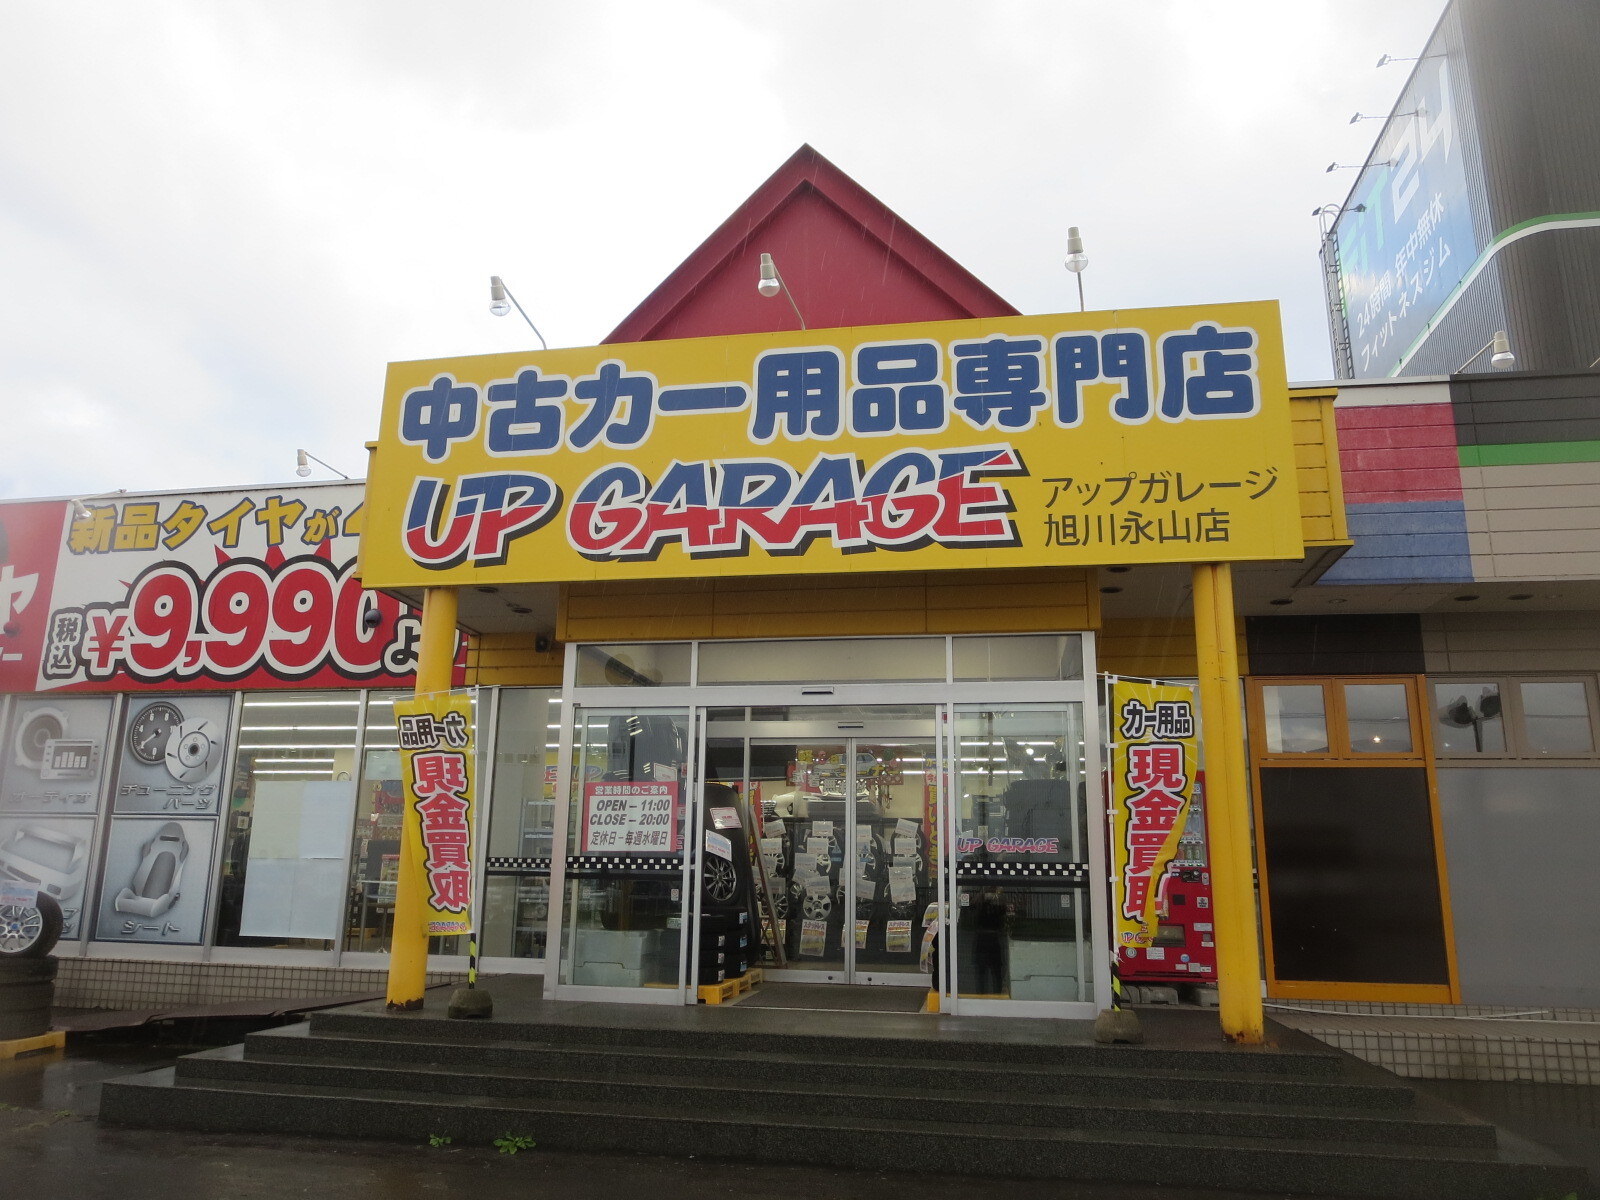 中古カー用品専門店
UP GARAGE
アップガレージ
旭川永山店
新品タイヤが4
税込
¥9,990より
FiT24
24時間 年中無休
フィットネスジム
カー用品
現金買取
カー用品
現金買取
営業時間のご案内
OPEN－11:00
CLOSE－20:00
定休日－毎週水曜日
UP GARAGE
チューニング
パーツ
シート